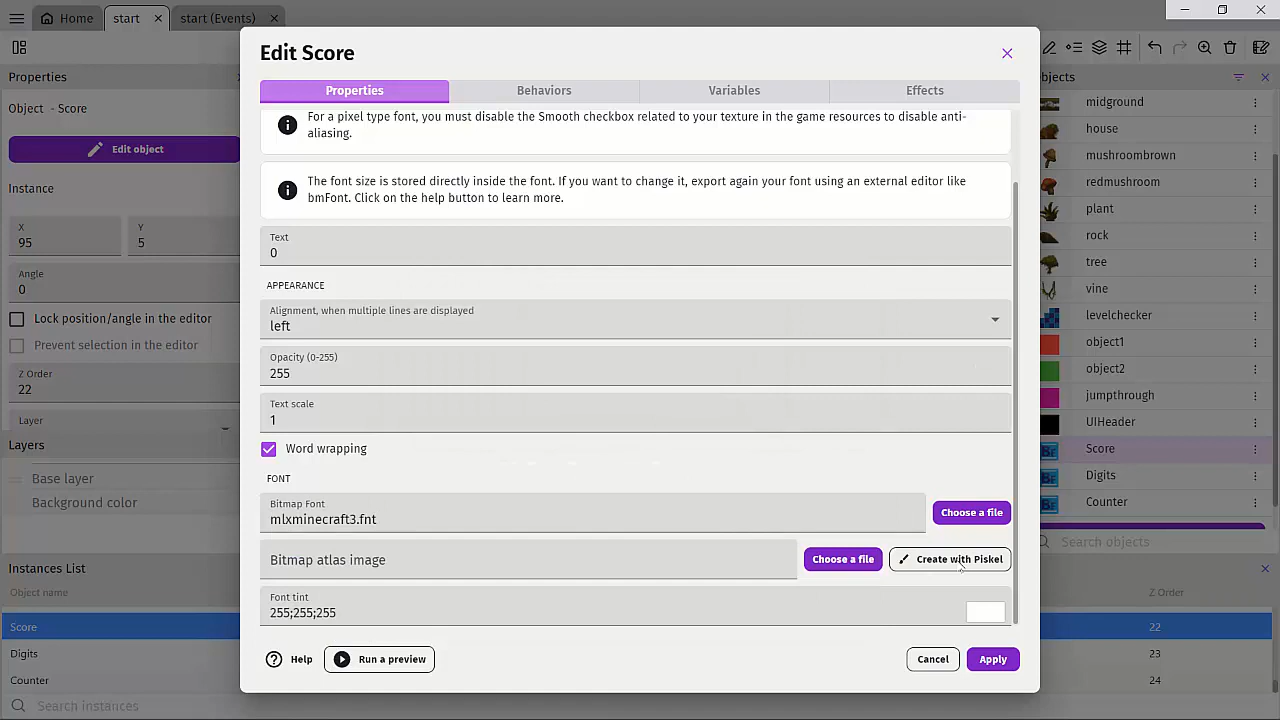 Home
start
start (Events)
Properties
Object - Score
Edit object
Instance
X
95
Y
5
Angle
0
Lock position/angle in the editor
Prevent selection in the editor
Z Order
22
Layer
Layers
Base layer
Background color
Instances List
Object name
Z Order
Score
22
Digits
23
Counter
24
Search instances
Edit Score
Properties
Behaviors
Variables
Effects
For a pixel type font, you must disable the Smooth checkbox related to your texture in the game resources to disable anti-
aliasing.
The font size is stored directly inside the font. If you want to change it, export again your font using an external editor like
bmFont. Click on the help button to learn more.
Text
0
APPEARANCE
Alignment, when multiple lines are displayed
left
Opacity (0-255)
255
Text scale
1
Word wrapping
FONT
Bitmap Font
mlxminecraft3.fnt
Choose a file
Bitmap atlas image
Choose a file
Create with Piskel
Font tint
255;255;255
Help
Run a preview
Cancel
Apply
midground
house
mushroombrown
redmushroom
plant
rock
tree
vine
levelchecker
object1
object2
jumpthrough
UIHeader
Score
Digits
Counter
Search objects